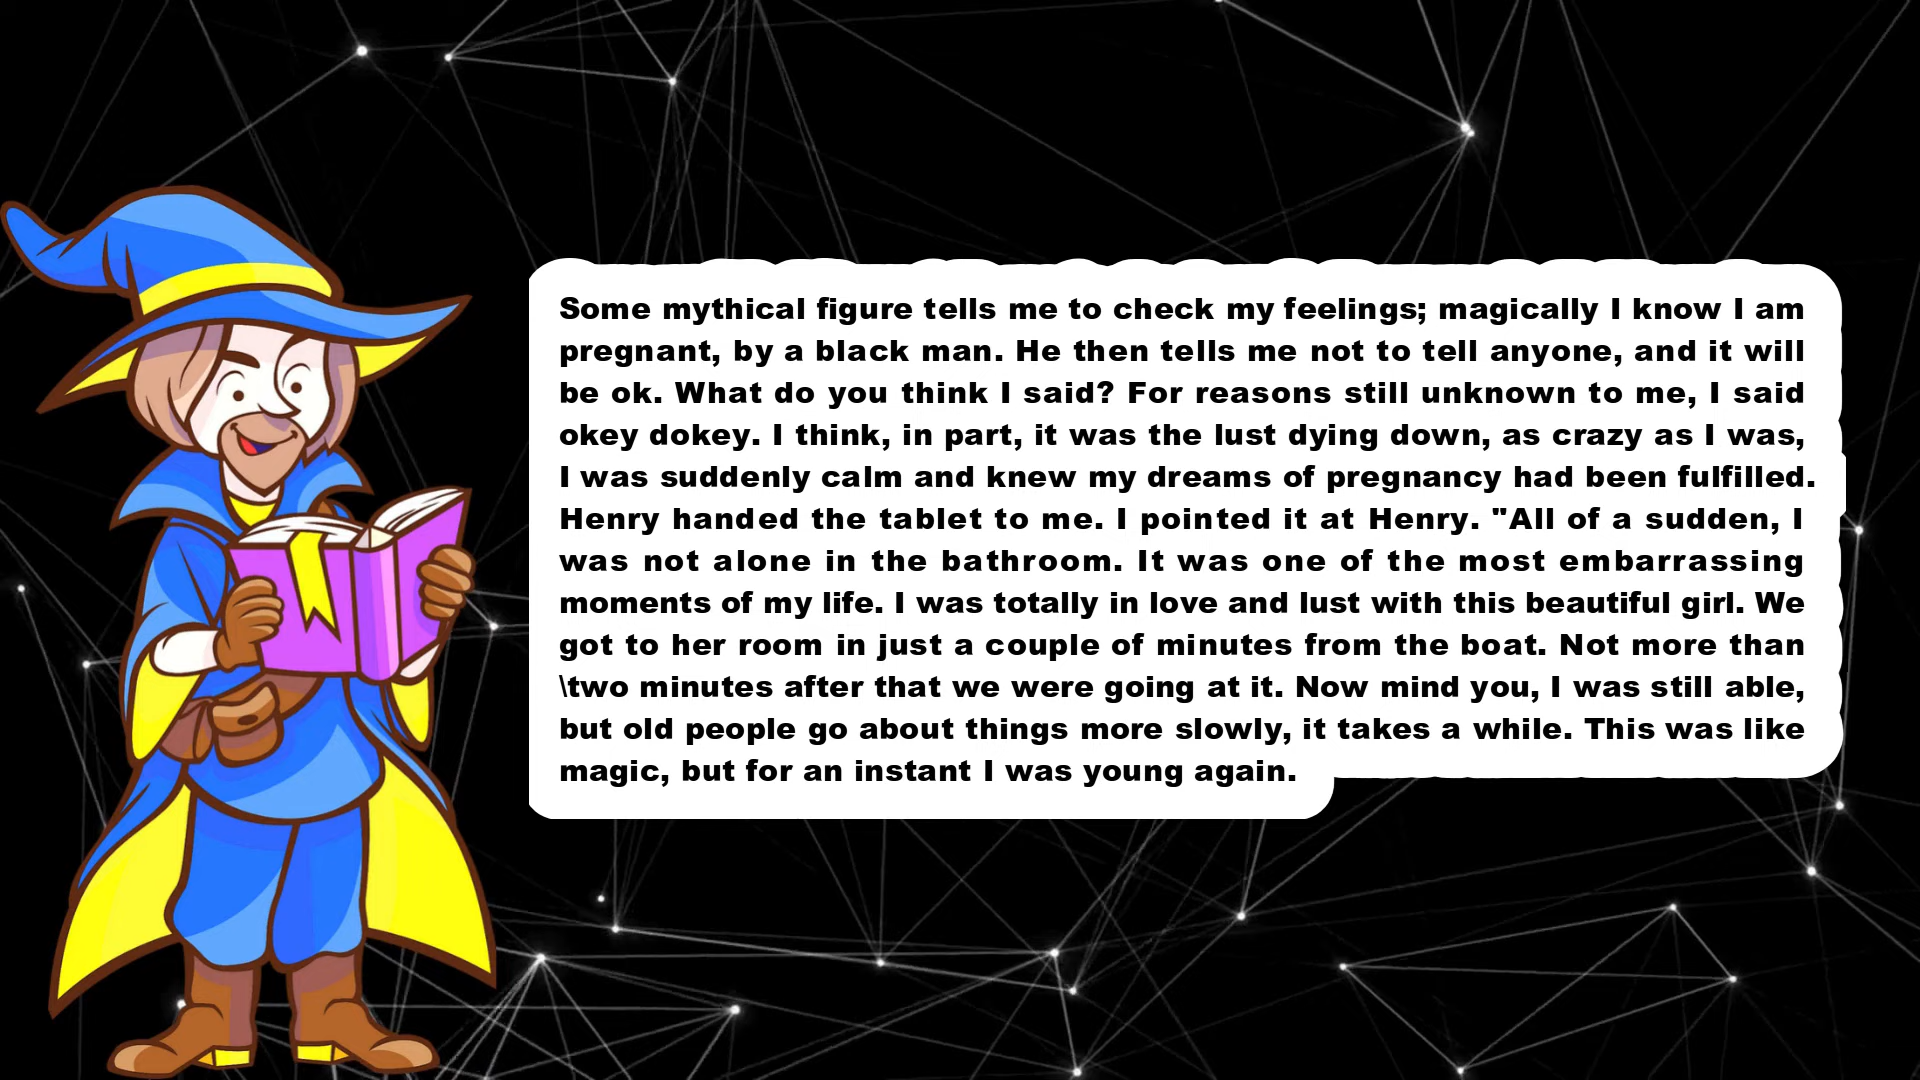 Some mythical figure tells me to check my feelings; magically I know I am
pregnant, by a black man. He then tells me not to tell anyone, and it will
be ok. What do you think I said? For reasons still unknown to me, I said
okey dokey. I think, in part, it was the lust dying down, as crazy as I was,
I was suddenly calm and knew my dreams of pregnancy had been fulfilled.
Henry handed the tablet to me. I pointed it at Henry. "All of a sudden, I
was not alone in the bathroom. It was one of the most embarrassing
moments of my life. I was totally in love and lust with this beautiful girl. We
got to her room in just a couple of minutes from the boat. Not more than
\two minutes after that we were going at it. Now mind you, I was still able,
but old people go about things more slowly, it takes a while. This was like
magic, but for an instant I was young again.